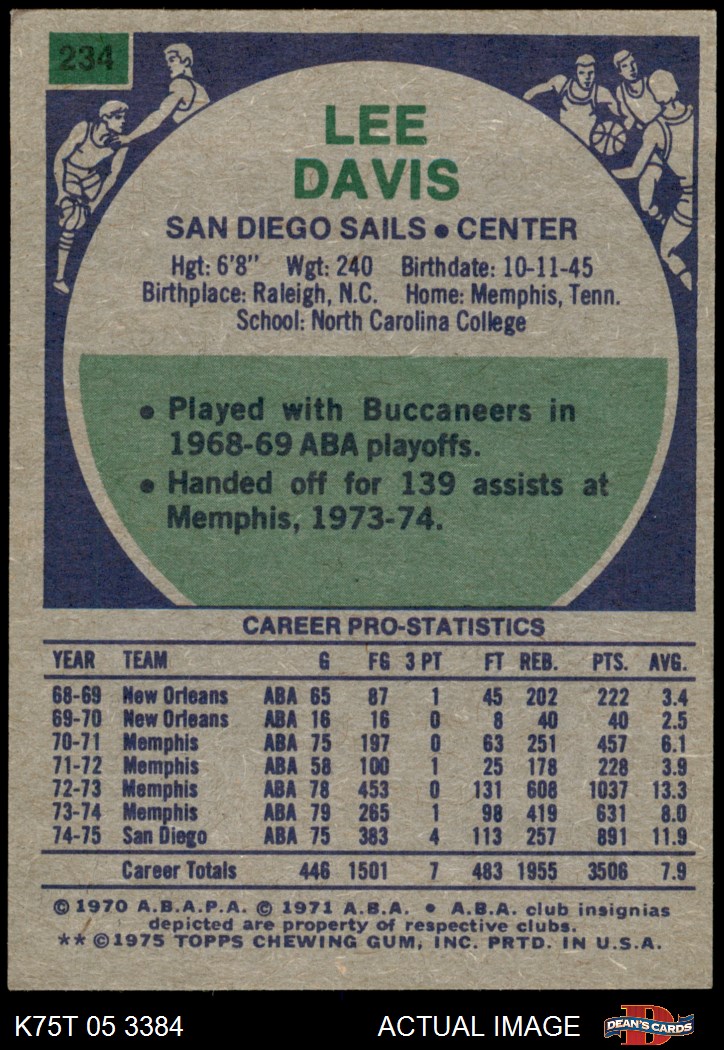 234
LEE
DAVIS
SAN DIEGO SAILS • CENTER
Hgt: 6'8" Wgt: 240 Birthdate: 10-11-45
Birthplace: Raleigh, N.C. Home: Memphis, Tenn.
School: North Carolina College
• Played with Buccaneers in
1968-69 ABA playoffs.
• Handed off for 139 assists at
Memphis, 1973-74.
CAREER PRO-STATISTICS
YEAR TEAM G FG 3 PT FT REB. PTS. AVG.
68-69 New Orleans ABA 65 87 1 45 202 222 3.4
69-70 New Orleans ABA 16 16 0 8 40 40 2.5
70-71 Memphis ABA 75 197 0 63 251 457 6.1
71-72 Memphis ABA 58 100 1 25 178 228 3.9
72-73 Memphis ABA 78 453 0 131 608 1037 13.3
73-74 Memphis ABA 79 265 1 98 419 631 8.0
74-75 San Diego ABA 75 383 4 113 257 891 11.9
Career Totals 446 1501 7 483 1955 3506 7.9
© 1970 A.B.A.P.A. © 1971 A.B.A. • A.B.A. club insignias
depicted are property of respective clubs.
** © 1975 TOPPS CHEWING GUM, INC. PRTD. IN U.S.A.
K75T 05 3384 ACTUAL IMAGE D DEAN'S CARDS